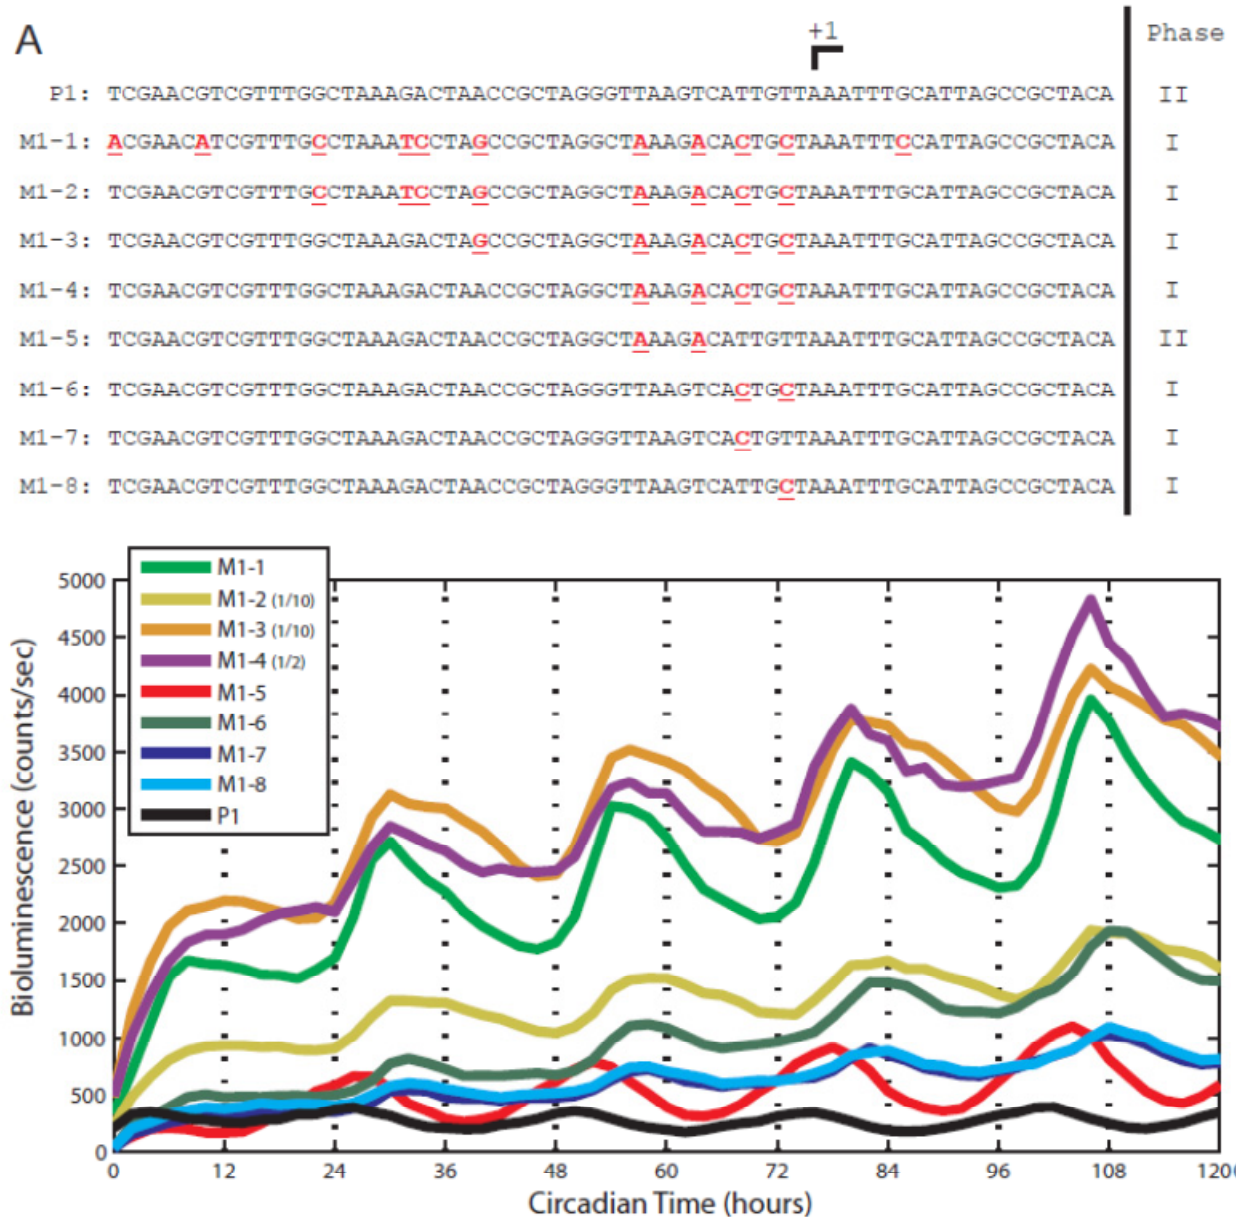 A
+1
Phase
P1: TCGAACGTCGTTTGGCTAAAGACTAACCGCTAGGGTTAAGTCATTGTTAAATTTGCATTAGCCGCTACA II
M1-1: ACGAACATCGTTTGCCTAAATCCTAGCCGCTAGGCTAAAGACACTGCTAAATTTCCATTAGCCGCTACA I
M1-2: TCGAACGTCGTTTGCCTAAATCCTAGCCGCTAGGCTAAAGACACTGCTAAATTTGCATTAGCCGCTACA I
M1-3: TCGAACGTCGTTTGGCTAAAGACTAGCCGCTAGGCTAAAGACACTGCTAAATTTGCATTAGCCGCTACA I
M1-4: TCGAACGTCGTTTGGCTAAAGACTAACCGCTAGGCTAAAGACACTGCTAAATTTGCATTAGCCGCTACA I
M1-5: TCGAACGTCGTTTGGCTAAAGACTAACCGCTAGGCTAAAGACATTGTTAAATTTGCATTAGCCGCTACA II
M1-6: TCGAACGTCGTTTGGCTAAAGACTAACCGCTAGGGTTAAGTCACTGCTAAATTTGCATTAGCCGCTACA I
M1-7: TCGAACGTCGTTTGGCTAAAGACTAACCGCTAGGGTTAAGTCACTGTTAAATTTGCATTAGCCGCTACA I
M1-8: TCGAACGTCGTTTGGCTAAAGACTAACCGCTAGGGTTAAGTCATTGCTAAATTTGCATTAGCCGCTACA I
M1-1
M1-2 (1/10)
M1-3 (1/10)
M1-4 (1/2)
M1-5
M1-6
M1-7
M1-8
P1
5000
4500
4000
3500
3000
2500
2000
1500
1000
500
0
Bioluminescence (counts/sec)
0 12 24 36 48 60 72 84 96 108 120
Circadian Time (hours)